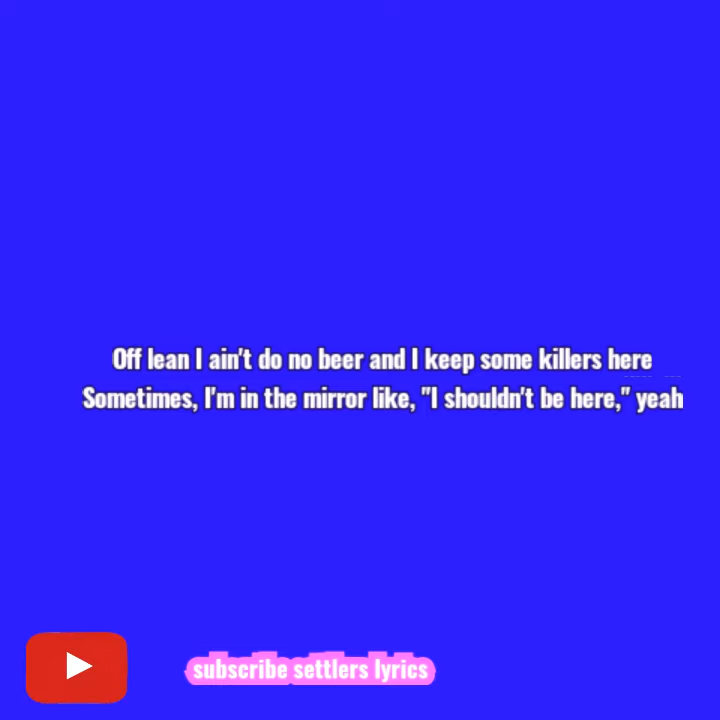 Off lean I ain't do no beer and I keep some killers here
Sometimes, I'm in the mirror like, "I shouldn't be here," yeah
subscribe settlers lyrics